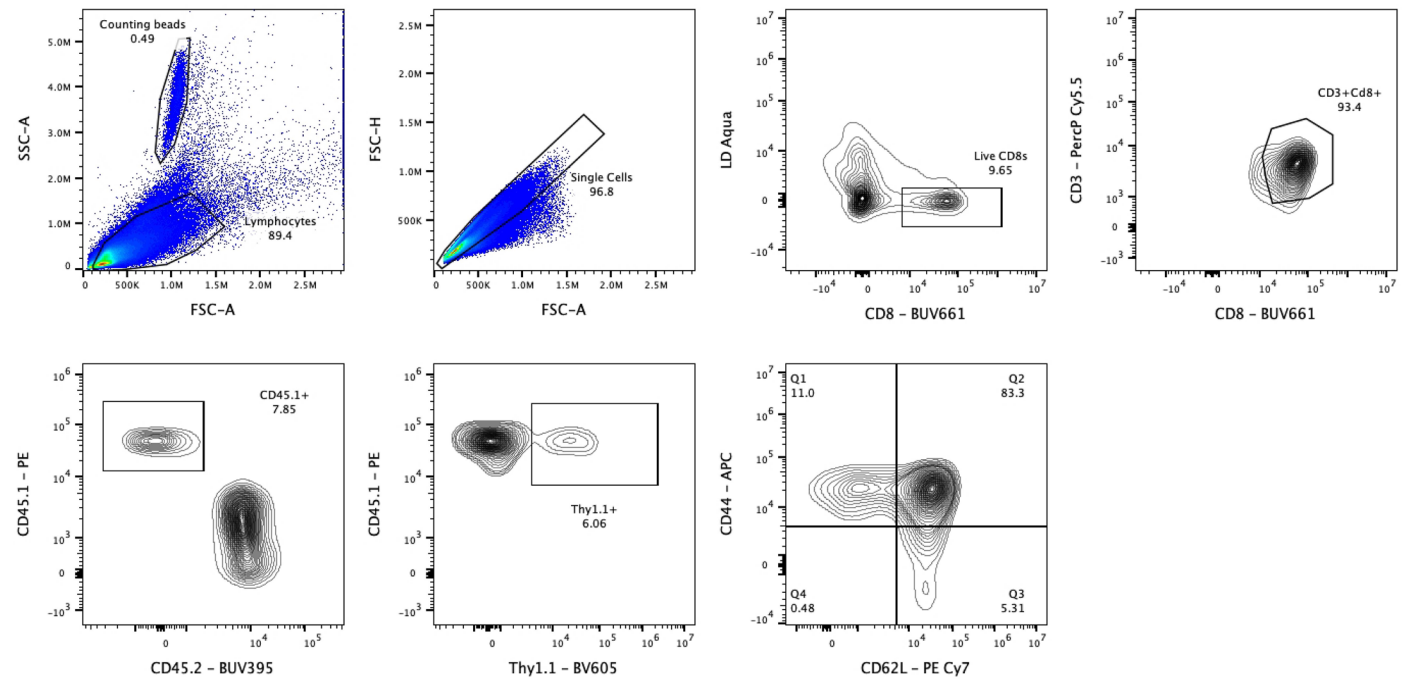 Counting beads
0.49
5.0M
4.0M
3.0M
2.0M
1.0M
0
SSC-A
Lymphocytes
89.4
0 500K 1.0M 1.5M 2.0M 2.5M
FSC-A
2.5M
2.0M
1.5M
1.0M
500K
FSC-H
Single Cells
96.8
0 500K 1.0M 1.5M 2.0M 2.5M
FSC-A
10^7
10^6
10^5
10^4
0
-10^4
LD Aqua
Live CD8s
9.65
-10^4 0 10^4 10^5 10^6 10^7
CD8 - BUV661
10^7
10^6
10^5
10^4
10^3
0
-10^3
CD3 - PercP Cy5.5
CD3+Cd8+
93.4
-10^4 0 10^4 10^5 10^6 10^7
CD8 - BUV661
10^6
10^5
10^4
10^3
0
-10^3
CD45.1 - PE
CD45.1+
7.85
0 10^4 10^5
CD45.2 - BUV395
10^6
10^5
10^4
10^3
0
-10^3
CD45.1 - PE
Thy1.1+
6.06
0 10^4 10^5 10^6 10^7
Thy1.1 - BV605
10^7
10^6
10^5
10^4
0
-10^4
CD44 - APC
Q1
11.0
Q2
83.3
Q4
0.48
Q3
5.31
0 10^4 10^5 10^6 10^7
CD62L - PE Cy7